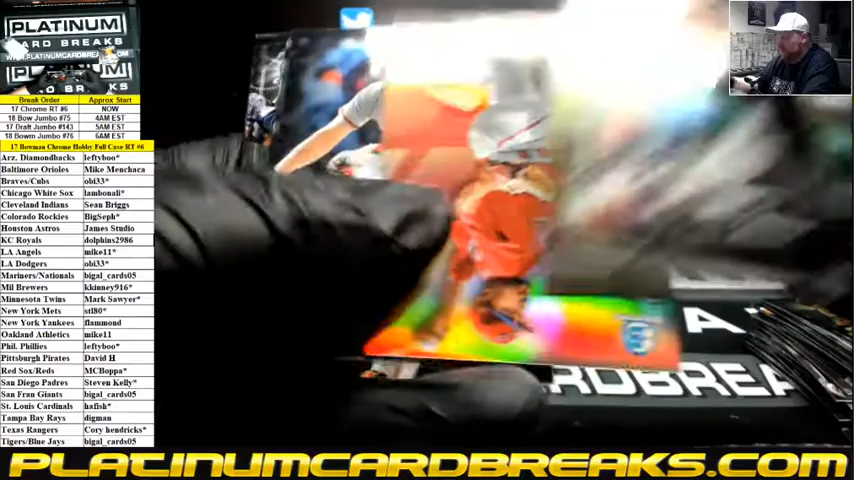 PLATINUM
CARD BREAKS
PLATINUM
Break Order Approx Start
17 Chrome RT #6 NOW
18 Bow Jumbo #75 4AM EST
17 Draft Jumbo #143 5AM EST
18 Bowm Jumbo #76 6AM EST
17 Bowman Chrome Hobby Full Case RT #6
Arz. Diamondbacks leftyboo*
Baltimore Orioles Mike Menchaca
Braves/Cubs obi33*
Chicago White Sox lambonali*
Cleveland Indians Sean Briggs
Colorado Rockies BigSeph*
Houston Astros James Studio
KC Royals dolphins2986
LA Angels mike11*
LA Dodgers obi33*
Mariners/Nationals bigal_cards05
Mil Brewers kkinney916*
Minnesota Twins Mark Sawyer*
New York Mets stl80*
New York Yankees flammond
Oakland Athletics mike11
Phil. Phillies leftyboo*
Pittsburgh Pirates David H
Red Sox/Reds MCBoppa*
San Diego Padres Steven Kelly*
San Fran Giants bigal_cards05
St. Louis Cardinals hafish*
Tampa Bay Rays digman
Texas Rangers Cory hendricks*
Tigers/Blue Jays bigal_cards05
PLATINUMCARDBREAKS.COM